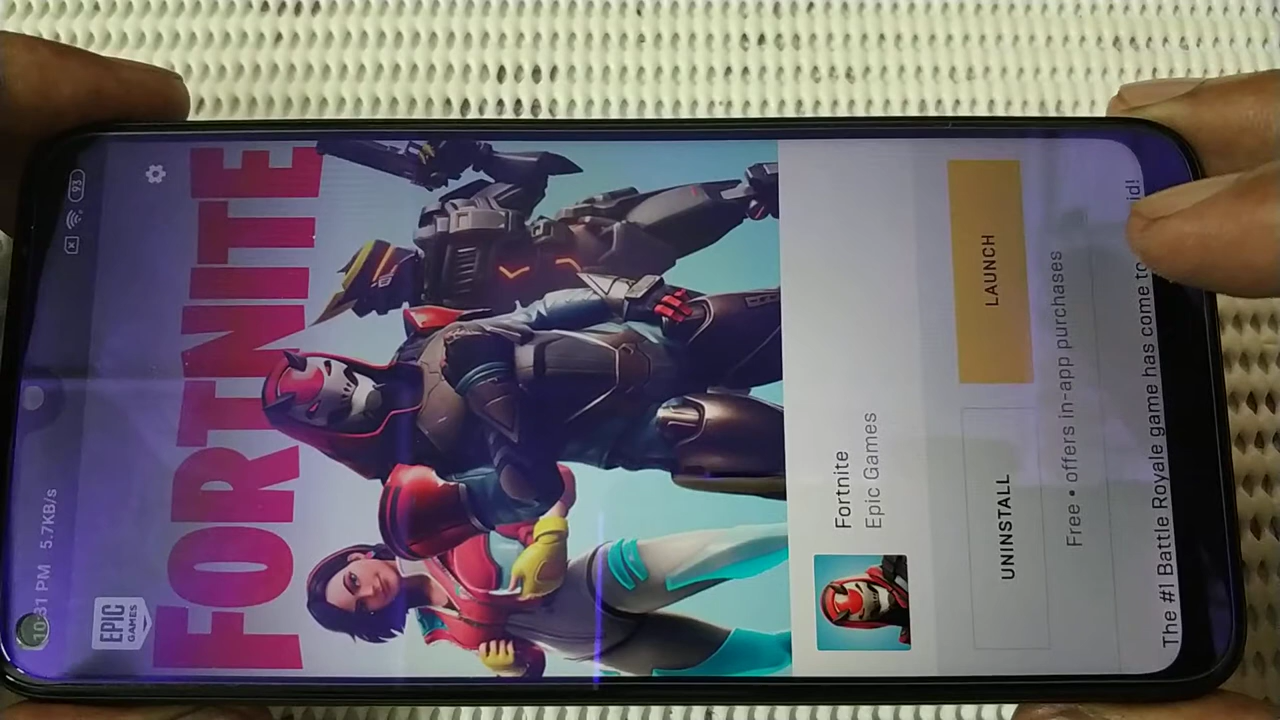 10:31 PM 5.7KB/s 93
EPIC
GAMES
FORTNITE
Fortnite
Epic Games
UNINSTALL LAUNCH
Free • offers in-app purchases
The #1 Battle Royale game has come to id!